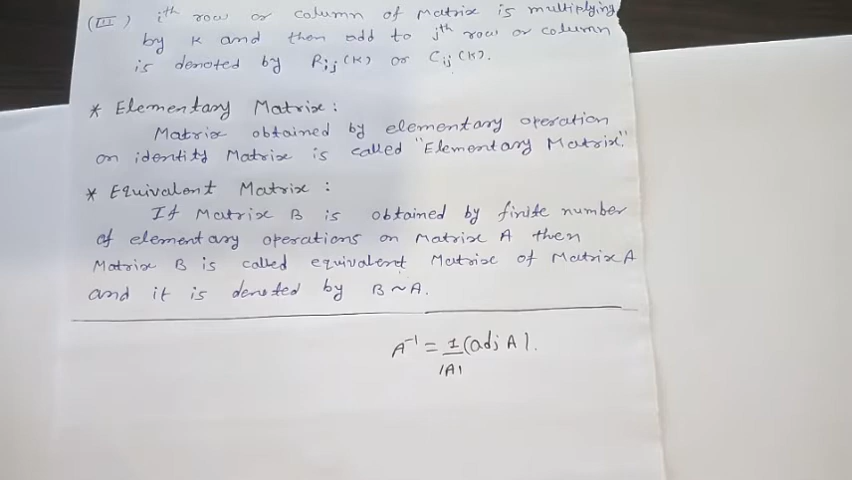 (III) ith row or column of Matrix is multiplying
by K and then add to jth row or column
is denoted by Rij(K) or Cij(K).
* Elementary Matrix :
Matrix obtained by elementary operation
on identity Matrix is called "Elementary Matrix."
* Equivalent Matrix :
If Matrix B is obtained by finite number
of elementary operations on Matrix A then
Matrix B is called equivalent Matrix of Matrix A
and it is denoted by B~A.
A⁻¹ = 1/|A| (adj A).